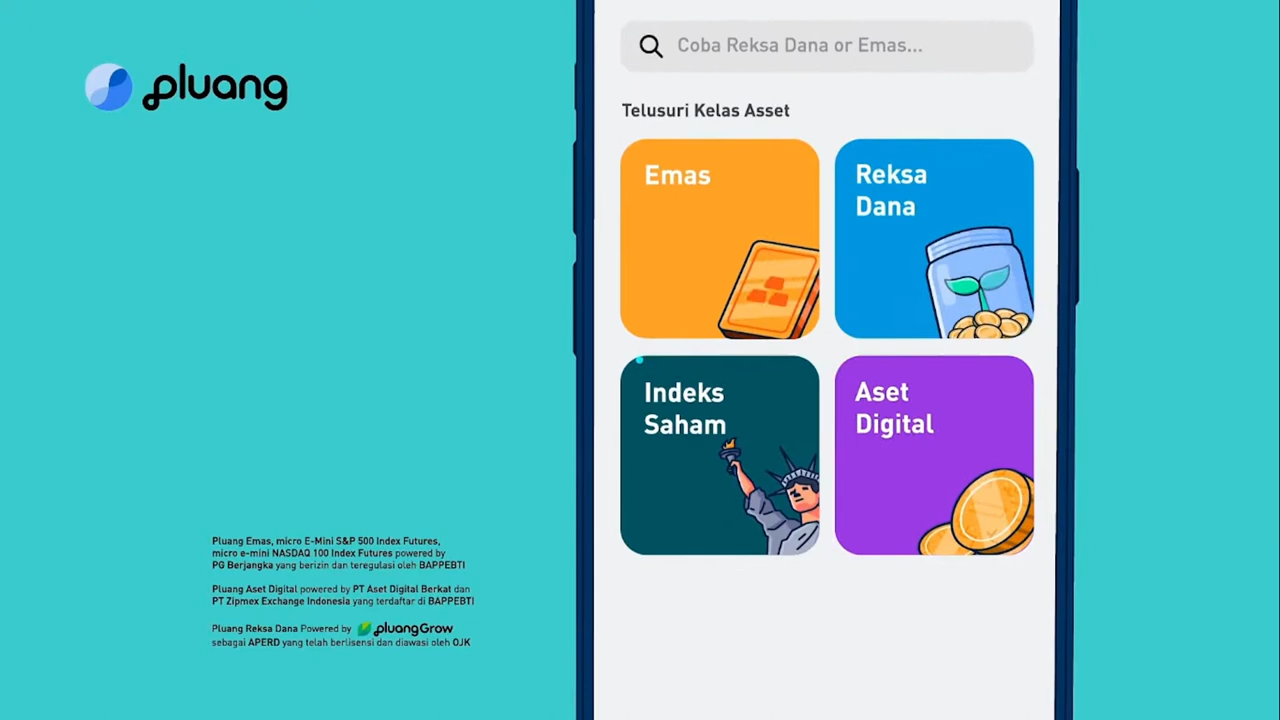 pluang
Coba Reksa Dana or Emas...
Telusuri Kelas Asset
Emas
Reksa
Dana
Indeks
Saham
Aset
Digital
Pluang Emas, micro E-Mini S&P 500 Index Futures,
micro e-mini NASDAQ 100 Index Futures powered by
PG Berjangka yang berizin dan teregulasi oleh BAPPEBTI
Pluang Aset Digital powered by PT Aset Digital Berkat dan
PT Zipmex Exchange Indonesia yang terdaftar di BAPPEBTI
Pluang Reksa Dana Powered by pluangGrow
sebagai APERD yang telah berlisensi dan diawasi oleh OJK